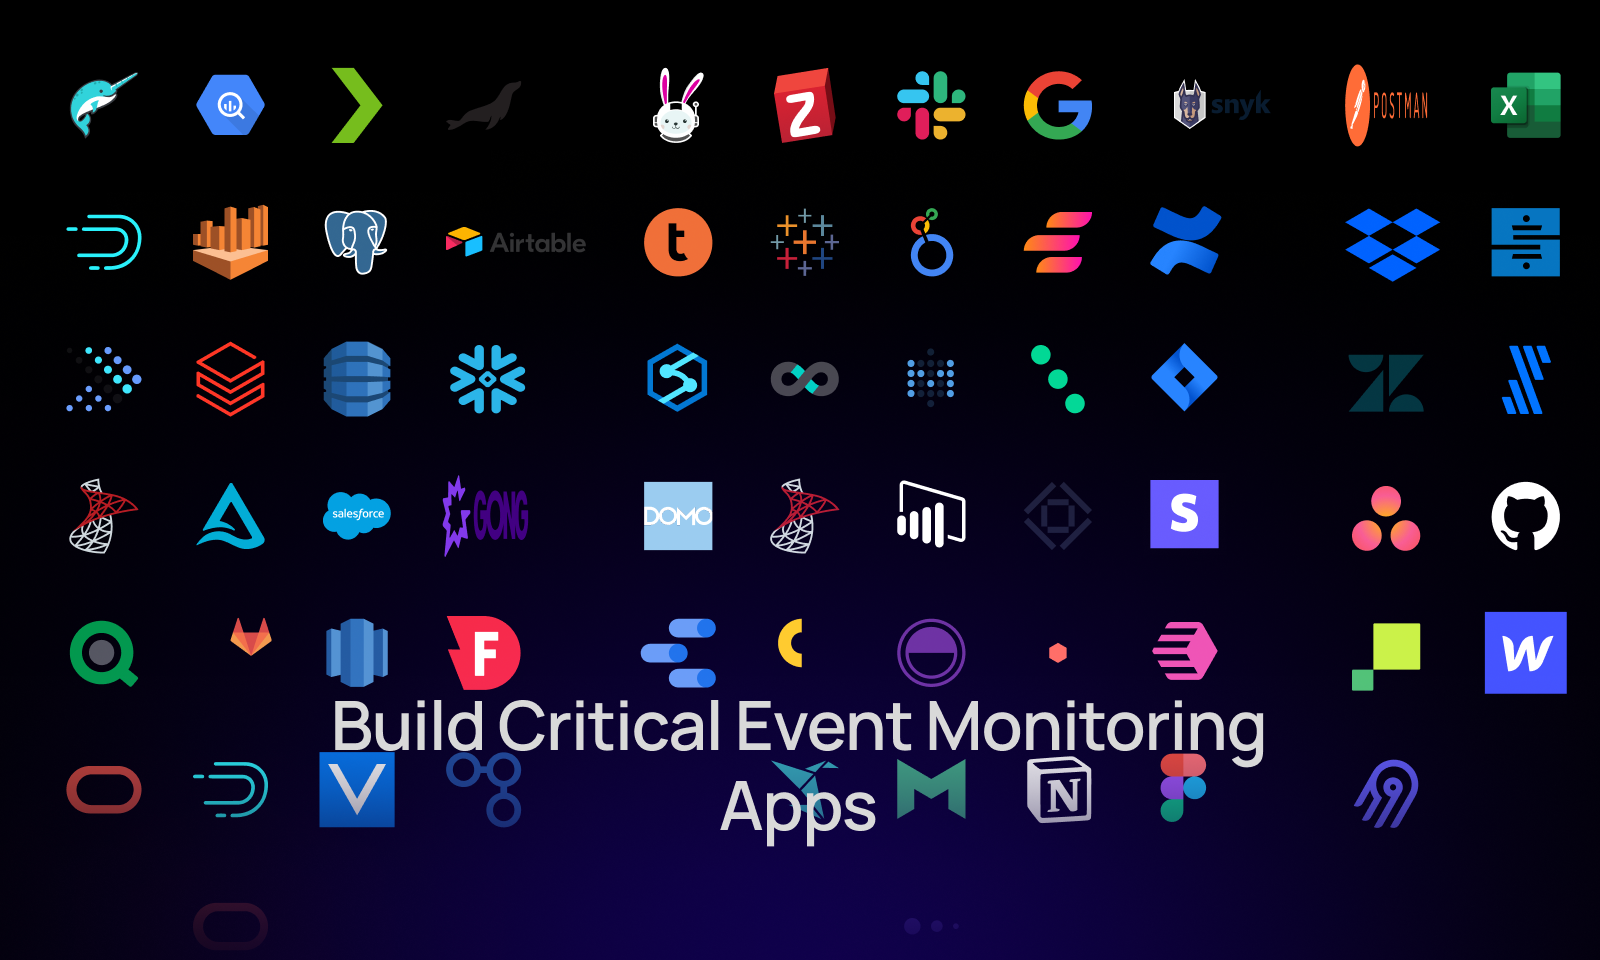 Z
snyk
POSTMAN
X
Airtable
t
salesforce
GONG
DOMO
S
F
W
Build Critical Event Monitoring
Apps
V
N